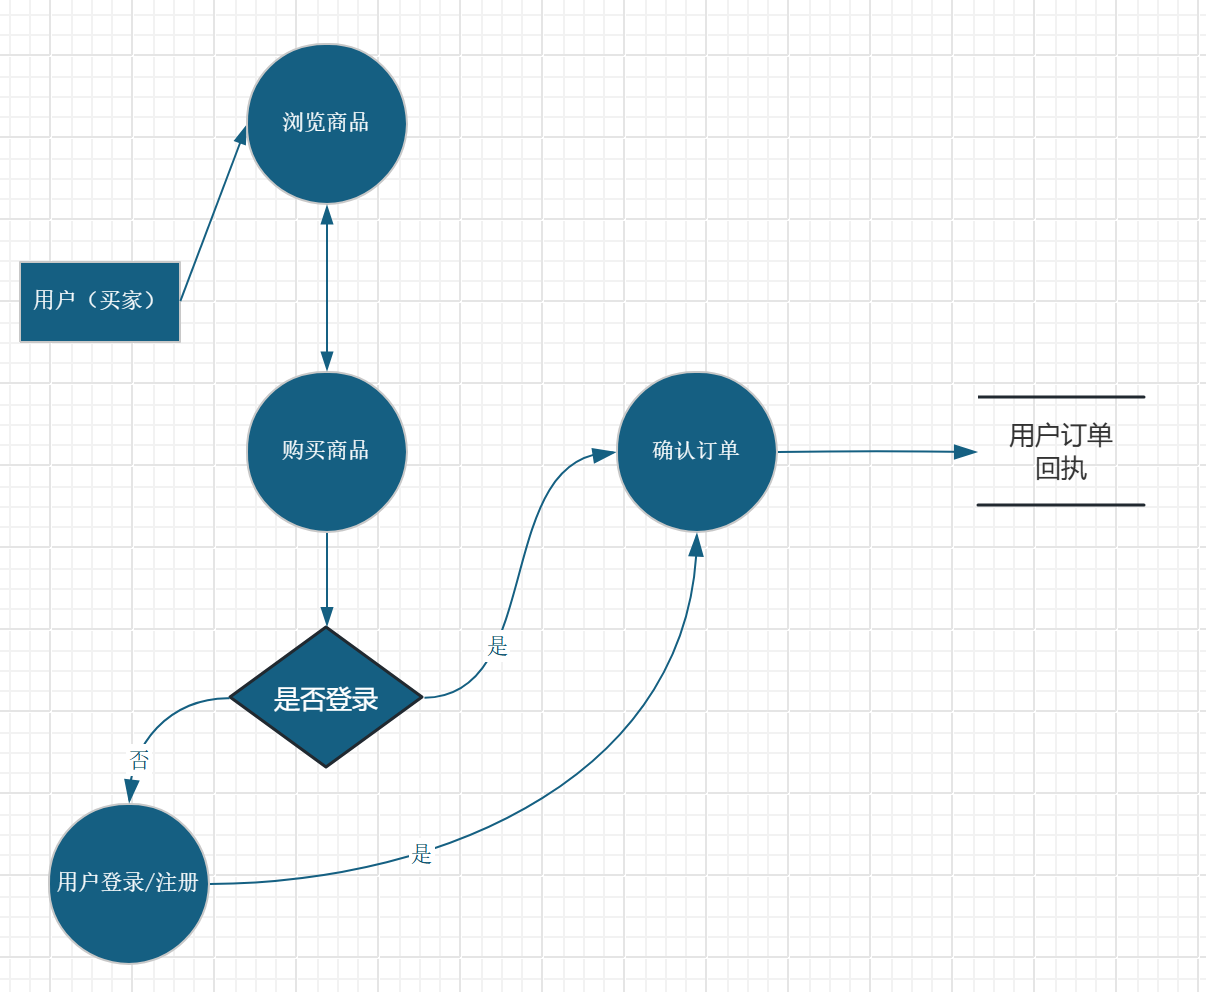 浏览商品
用户（买家）
购买商品
确认订单
用户订单
回执
是
是否登录
否
是
用户登录/注册